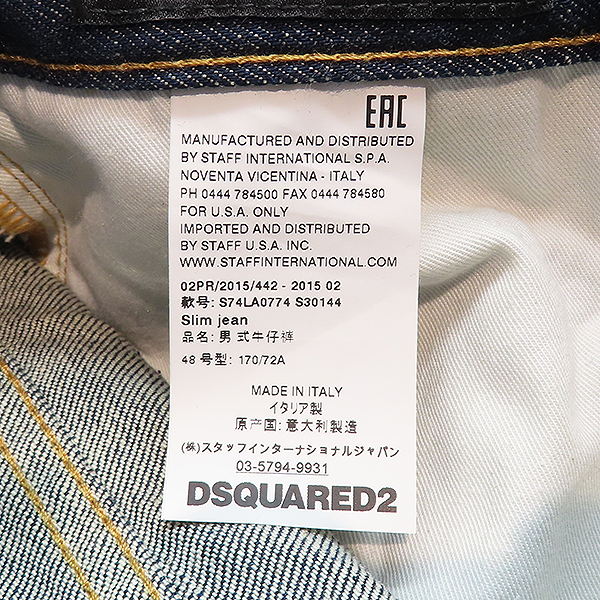 EAC
MANUFACTURED AND DISTRIBUTED
BY STAFF INTERNATIONAL S.P.A.
NOVENTA VICENTINA - ITALY
PH 0444 784500 FAX 0444 784580
FOR U.S.A. ONLY
IMPORTED AND DISTRIBUTED
BY STAFF U.S.A. INC.
WWW.STAFFINTERNATIONAL.COM
02PR/2015/442 - 2015 02
款号: S74LA0774 S30144
Slim jean
品名: 男 式牛仔裤
48 号型: 170/72A
MADE IN ITALY
イタリア製
原产国: 意大利製造
(株)スタッフインターナショナルジャパン
03-5794-9931
DSQUARED2